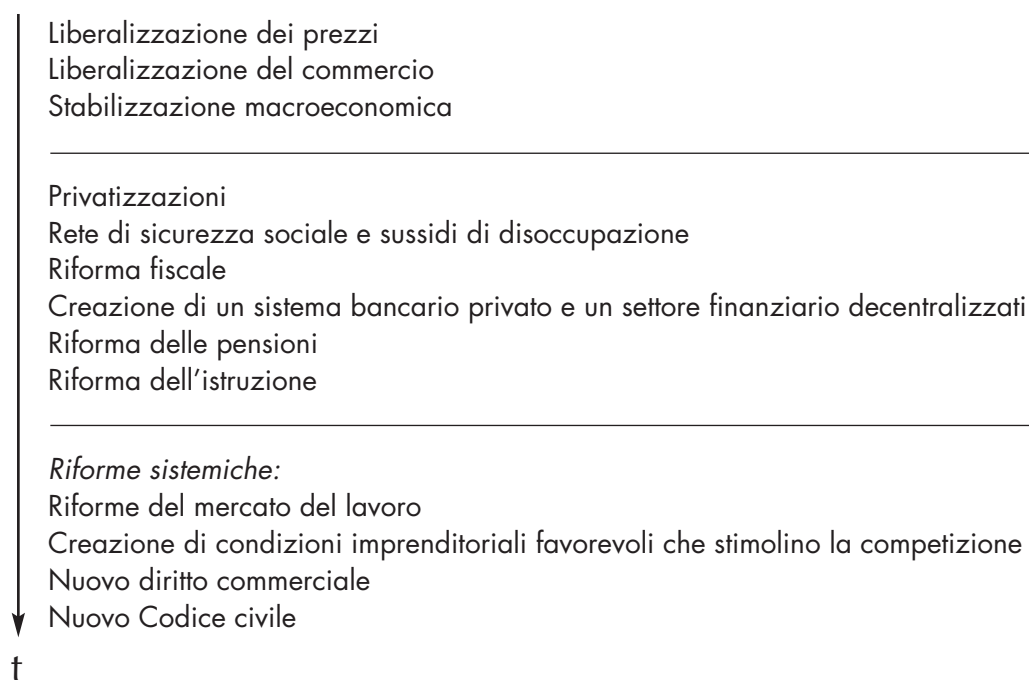 Liberalizzazione dei prezzi
Liberalizzazione del commercio
Stabilizzazione macroeconomica
Privatizzazioni
Rete di sicurezza sociale e sussidi di disoccupazione
Riforma fiscale
Creazione di un sistema bancario privato e un settore finanziario decentralizzati
Riforma delle pensioni
Riforma dell’istruzione
Riforme sistemiche:
Riforme del mercato del lavoro
Creazione di condizioni imprenditoriali favorevoli che stimolino la competizione
Nuovo diritto commerciale
Nuovo Codice civile
t